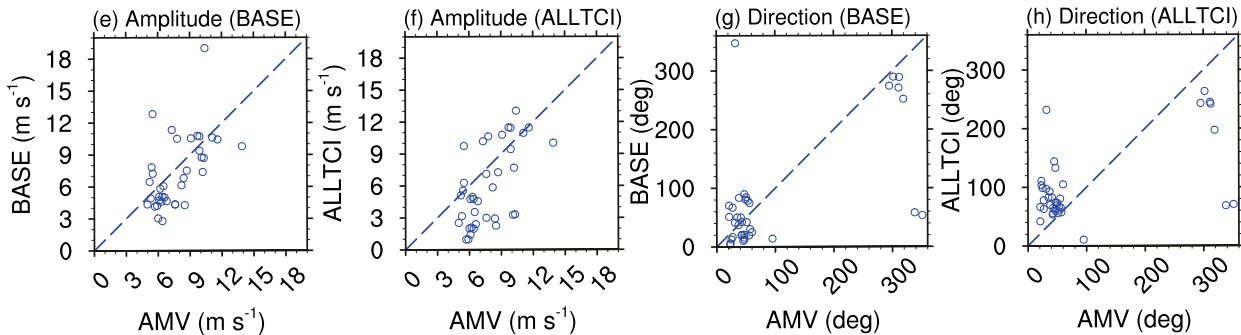 (e) Amplitude (BASE)
BASE (m s⁻¹)
18
15
12
9
6
3
0
0 3 6 9 12 15 18
AMV (m s⁻¹)
(f) Amplitude (ALLTCI)
ALLTCI (m s⁻¹)
18
15
12
9
6
3
0
0 3 6 9 12 15 18
AMV (m s⁻¹)
(g) Direction (BASE)
BASE (deg)
300
200
100
0
0 100 200 300
AMV (deg)
(h) Direction (ALLTCI)
ALLTCI (deg)
300
200
100
0
0 100 200 300
AMV (deg)